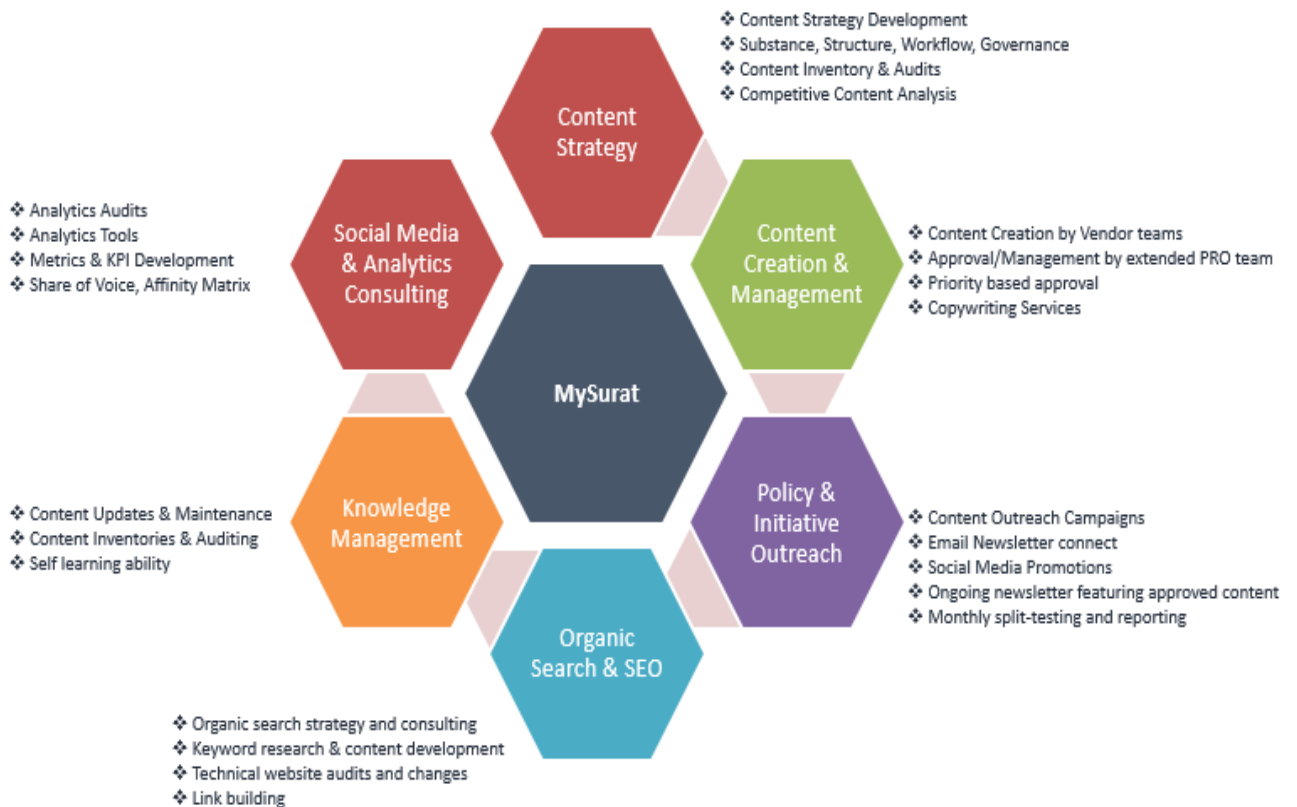 ❖ Content Strategy Development
❖ Substance, Structure, Workflow, Governance
❖ Content Inventory & Audits
❖ Competitive Content Analysis
Content
Strategy
❖ Analytics Audits
❖ Analytics Tools
❖ Metrics & KPI Development
❖ Share of Voice, Affinity Matrix
Social Media
& Analytics
Consulting
Content
Creation &
Management
❖ Content Creation by Vendor teams
❖ Approval/Management by extended PRO team
❖ Priority based approval
❖ Copywriting Services
MySurat
❖ Content Updates & Maintenance
❖ Content Inventories & Auditing
❖ Self learning ability
Knowledge
Management
Policy &
Initiative
Outreach
❖ Content Outreach Campaigns
❖ Email Newsletter connect
❖ Social Media Promotions
❖ Ongoing newsletter featuring approved content
❖ Monthly split-testing and reporting
Organic
Search & SEO
❖ Organic search strategy and consulting
❖ Keyword research & content development
❖ Technical website audits and changes
❖ Link building